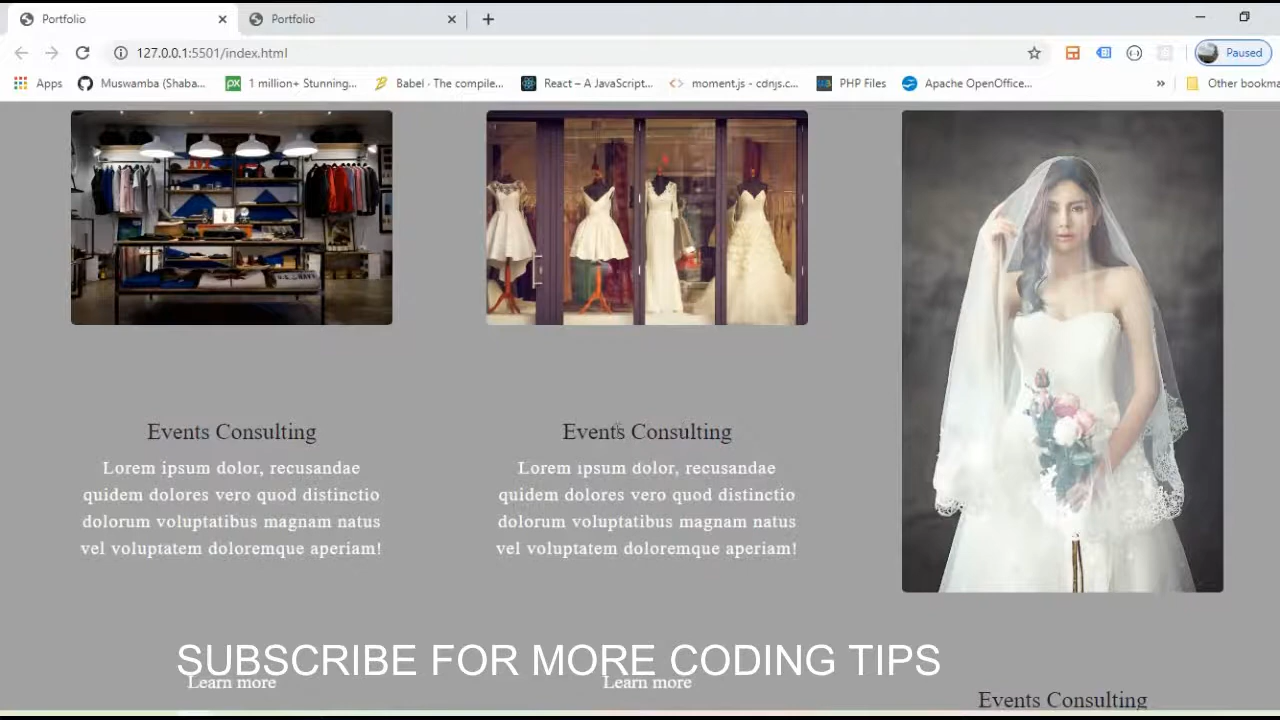 Portfolio
Portfolio
127.0.0.1:5501/index.html
Paused
Apps
Muswamba (Shaba...
1 million+ Stunning...
Babel · The compile...
React – A JavaScript...
moment.js - cdnjs.c...
PHP Files
Apache OpenOffice...
»
Other bookma
Events Consulting
Lorem ipsum dolor, recusandae
quidem dolores vero quod distinctio
dolorum voluptatibus magnam natus
vel voluptatem doloremque aperiam!
Learn more
Events Consulting
Lorem ipsum dolor, recusandae
quidem dolores vero quod distinctio
dolorum voluptatibus magnam natus
vel voluptatem doloremque aperiam!
Learn more
Events Consulting
SUBSCRIBE FOR MORE CODING TIPS